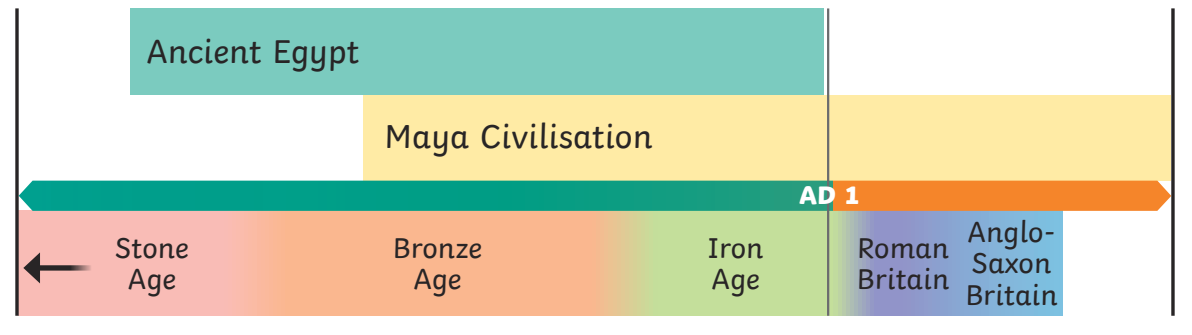 Ancient Egypt
Maya Civilisation
AD 1
Stone
Age
Bronze
Age
Iron
Age
Roman
Britain
Anglo-
Saxon
Britain